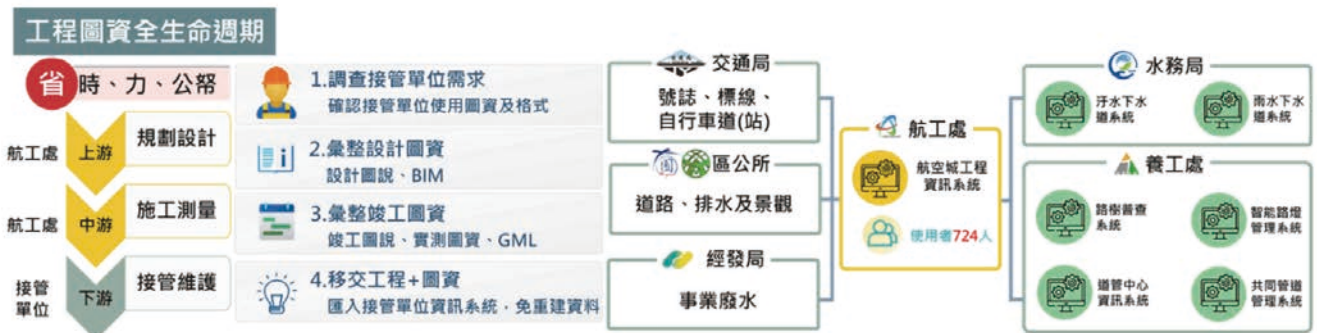 工程圖資全生命週期
省 時、力、公帑
航工處 上游 規劃設計
航工處 中游 施工測量
接管
單位
下游 接管維護
1.調查接管單位需求
確認接管單位使用圖資及格式
2.彙整設計圖資
設計圖說、BIM
3.彙整竣工圖資
竣工圖說、實測圖資、GML
4.移交工程+圖資
匯入接管單位資訊系統,免重建資料
交通局
號誌、標線、
自行車道(站)
區公所
道路、排水及景觀
經發局
事業廢水
航工處
航空城工程
資訊系統
使用者724人
水務局
汙水下水
道系統
雨水下水
道系統
養工處
路樹普查
系統
智能路燈
管理系統
道管中心
資訊系統
共同管道
管理系統